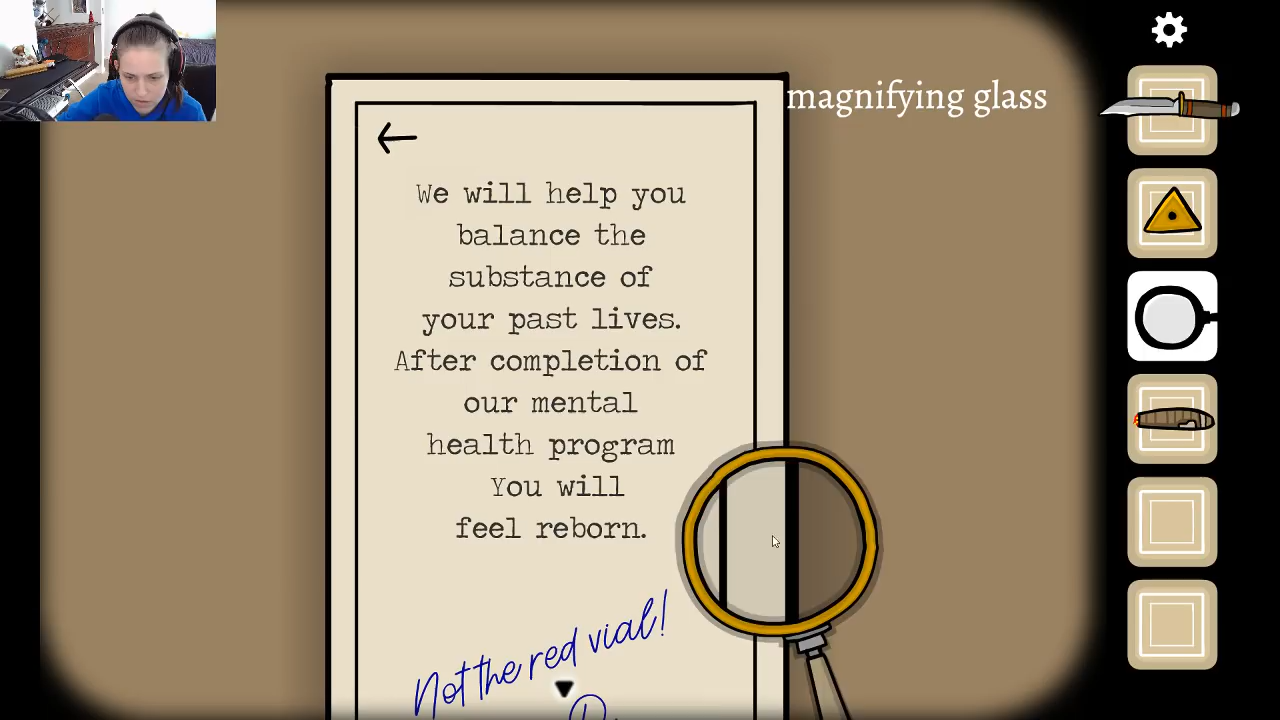 magnifying glass
We will help you
balance the
substance of
your past lives.
After completion of
our mental
health program
You will
feel reborn.
Not the red vial!